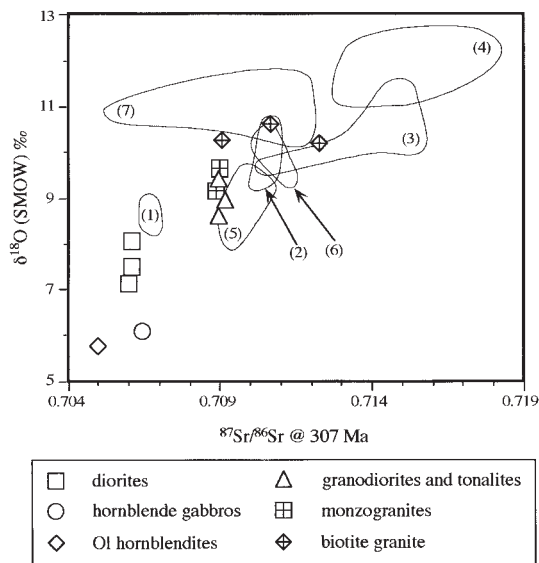 13
11
9
7
5
δ18O (SMOW) ‰
(4)
(7)
(3)
(1)
(5)
(2)
(6)
0.704
0.709
0.714
0.719
87Sr/86Sr @ 307 Ma
diorites
granodiorites and tonalites
hornblende gabbros
monzogranites
Ol hornblendites
biotite granite